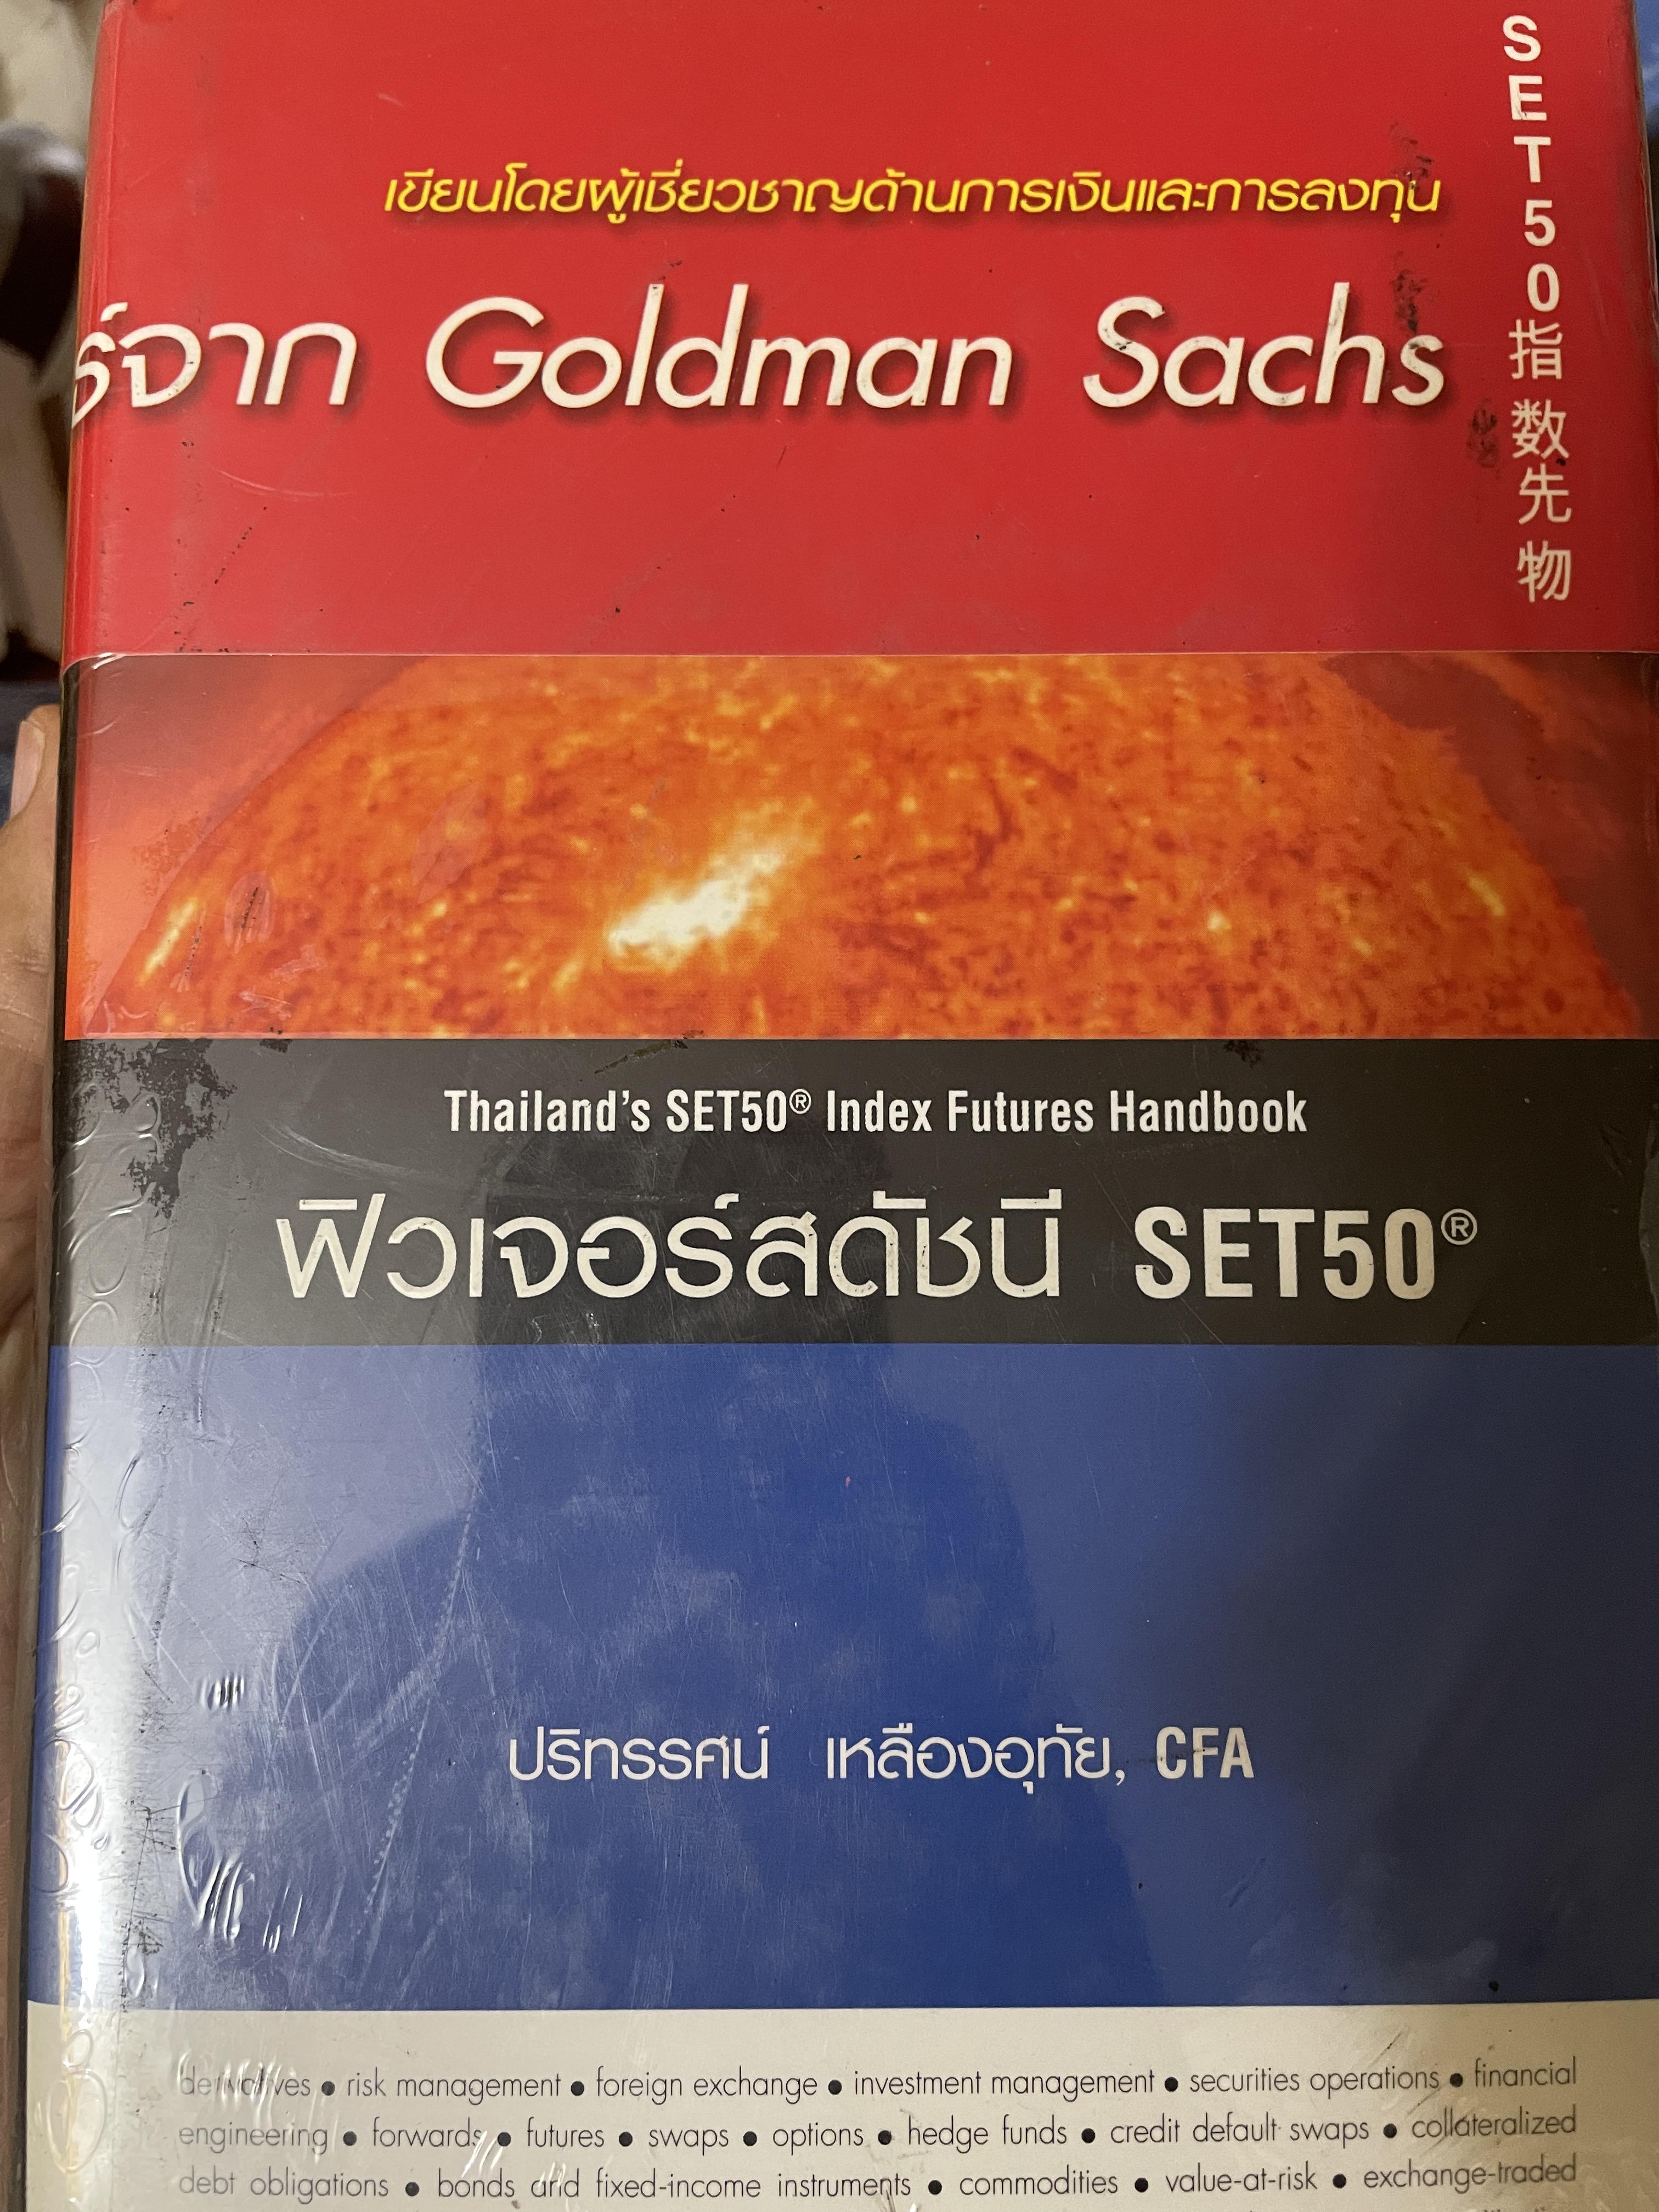 เขียนโดยผู้เชี่ยวชาญด้านการเงินและการลงทุน
จาก Goldman Sachs
SET50指数先物
Thailand's SET50® Index Futures Handbook
ฟิวเจอร์สดัชนี SET50®
ปริทรรศน์ เหลืองอุทัย, CFA
derivatives • risk management • foreign exchange • investment management • securities operations • financial
engineering • forwards • futures • swaps • options • hedge funds • credit default swaps • collateralized
debt obligations • bonds and fixed-income instruments • commodities • value-at-risk • exchange-traded